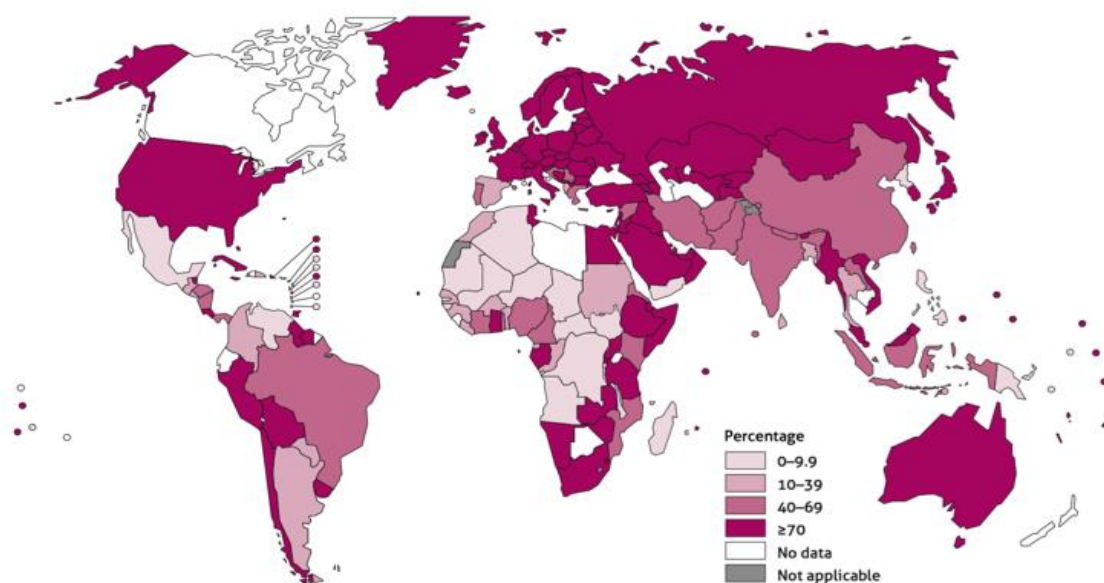 Percentage
0–9.9
10–39
40–69
≥70
No data
Not applicable